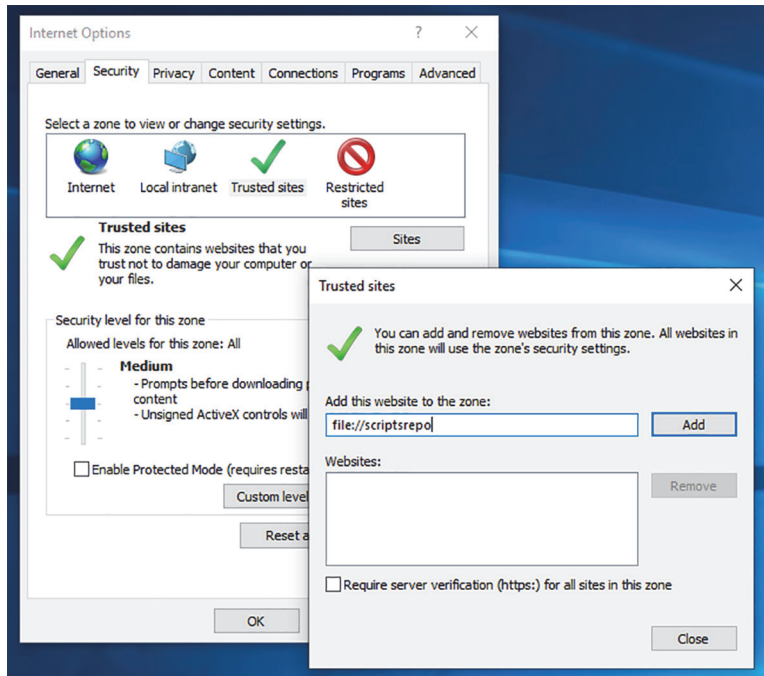 Internet Options
?
General Security Privacy Content Connections Programs Advanced
Select a zone to view or change security settings.
Internet Local intranet Trusted sites Restricted
sites
Trusted sites
This zone contains websites that you
trust not to damage your computer or
your files.
Sites
Security level for this zone
Allowed levels for this zone: All
Medium
- Prompts before downloading
content
- Unsigned ActiveX controls will
Enable Protected Mode (requires
Custom level
Reset
OK
Trusted sites
You can add and remove websites from this zone. All websites in
this zone will use the zone's security settings.
Add this website to the zone:
file://scriptsrepo
Add
Websites:
Remove
Require server verification (https:) for all sites in this zone
Close